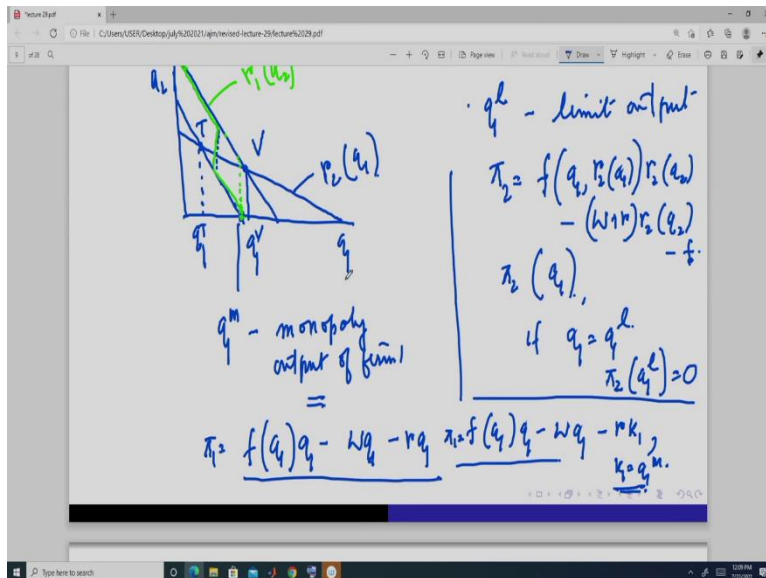 lecture 29.pdf
File | C:/Users/USER/Desktop/july%202021/ajm/revised-lecture-29/lecture%2029.pdf
9 of 28
Page view | Read aloud | Draw | Highlight | Erase
q₂
r₁(q₂)
T
V
r₂(q₁)
q₁ᵀ
q₁ⱽ
q₁
q₁ᵐ - monopoly
output of firm 1
=
π₁= f(q₁)q₁ - wq₁ - rq₁
π₁= f(q₁)q₁ - wq₁ - rk₁,
k₁=q₁ᵐ.
q₁ˡ - limit output
π₂ = f(q₁, r₂(q₁)) r₂(q₂)
- (w+r) r₂(q₂)
- f.
π₂(q₁),
if q₁ = q₁ˡ
π₂(q₁ˡ)=0
Type here to search
12:09 PM